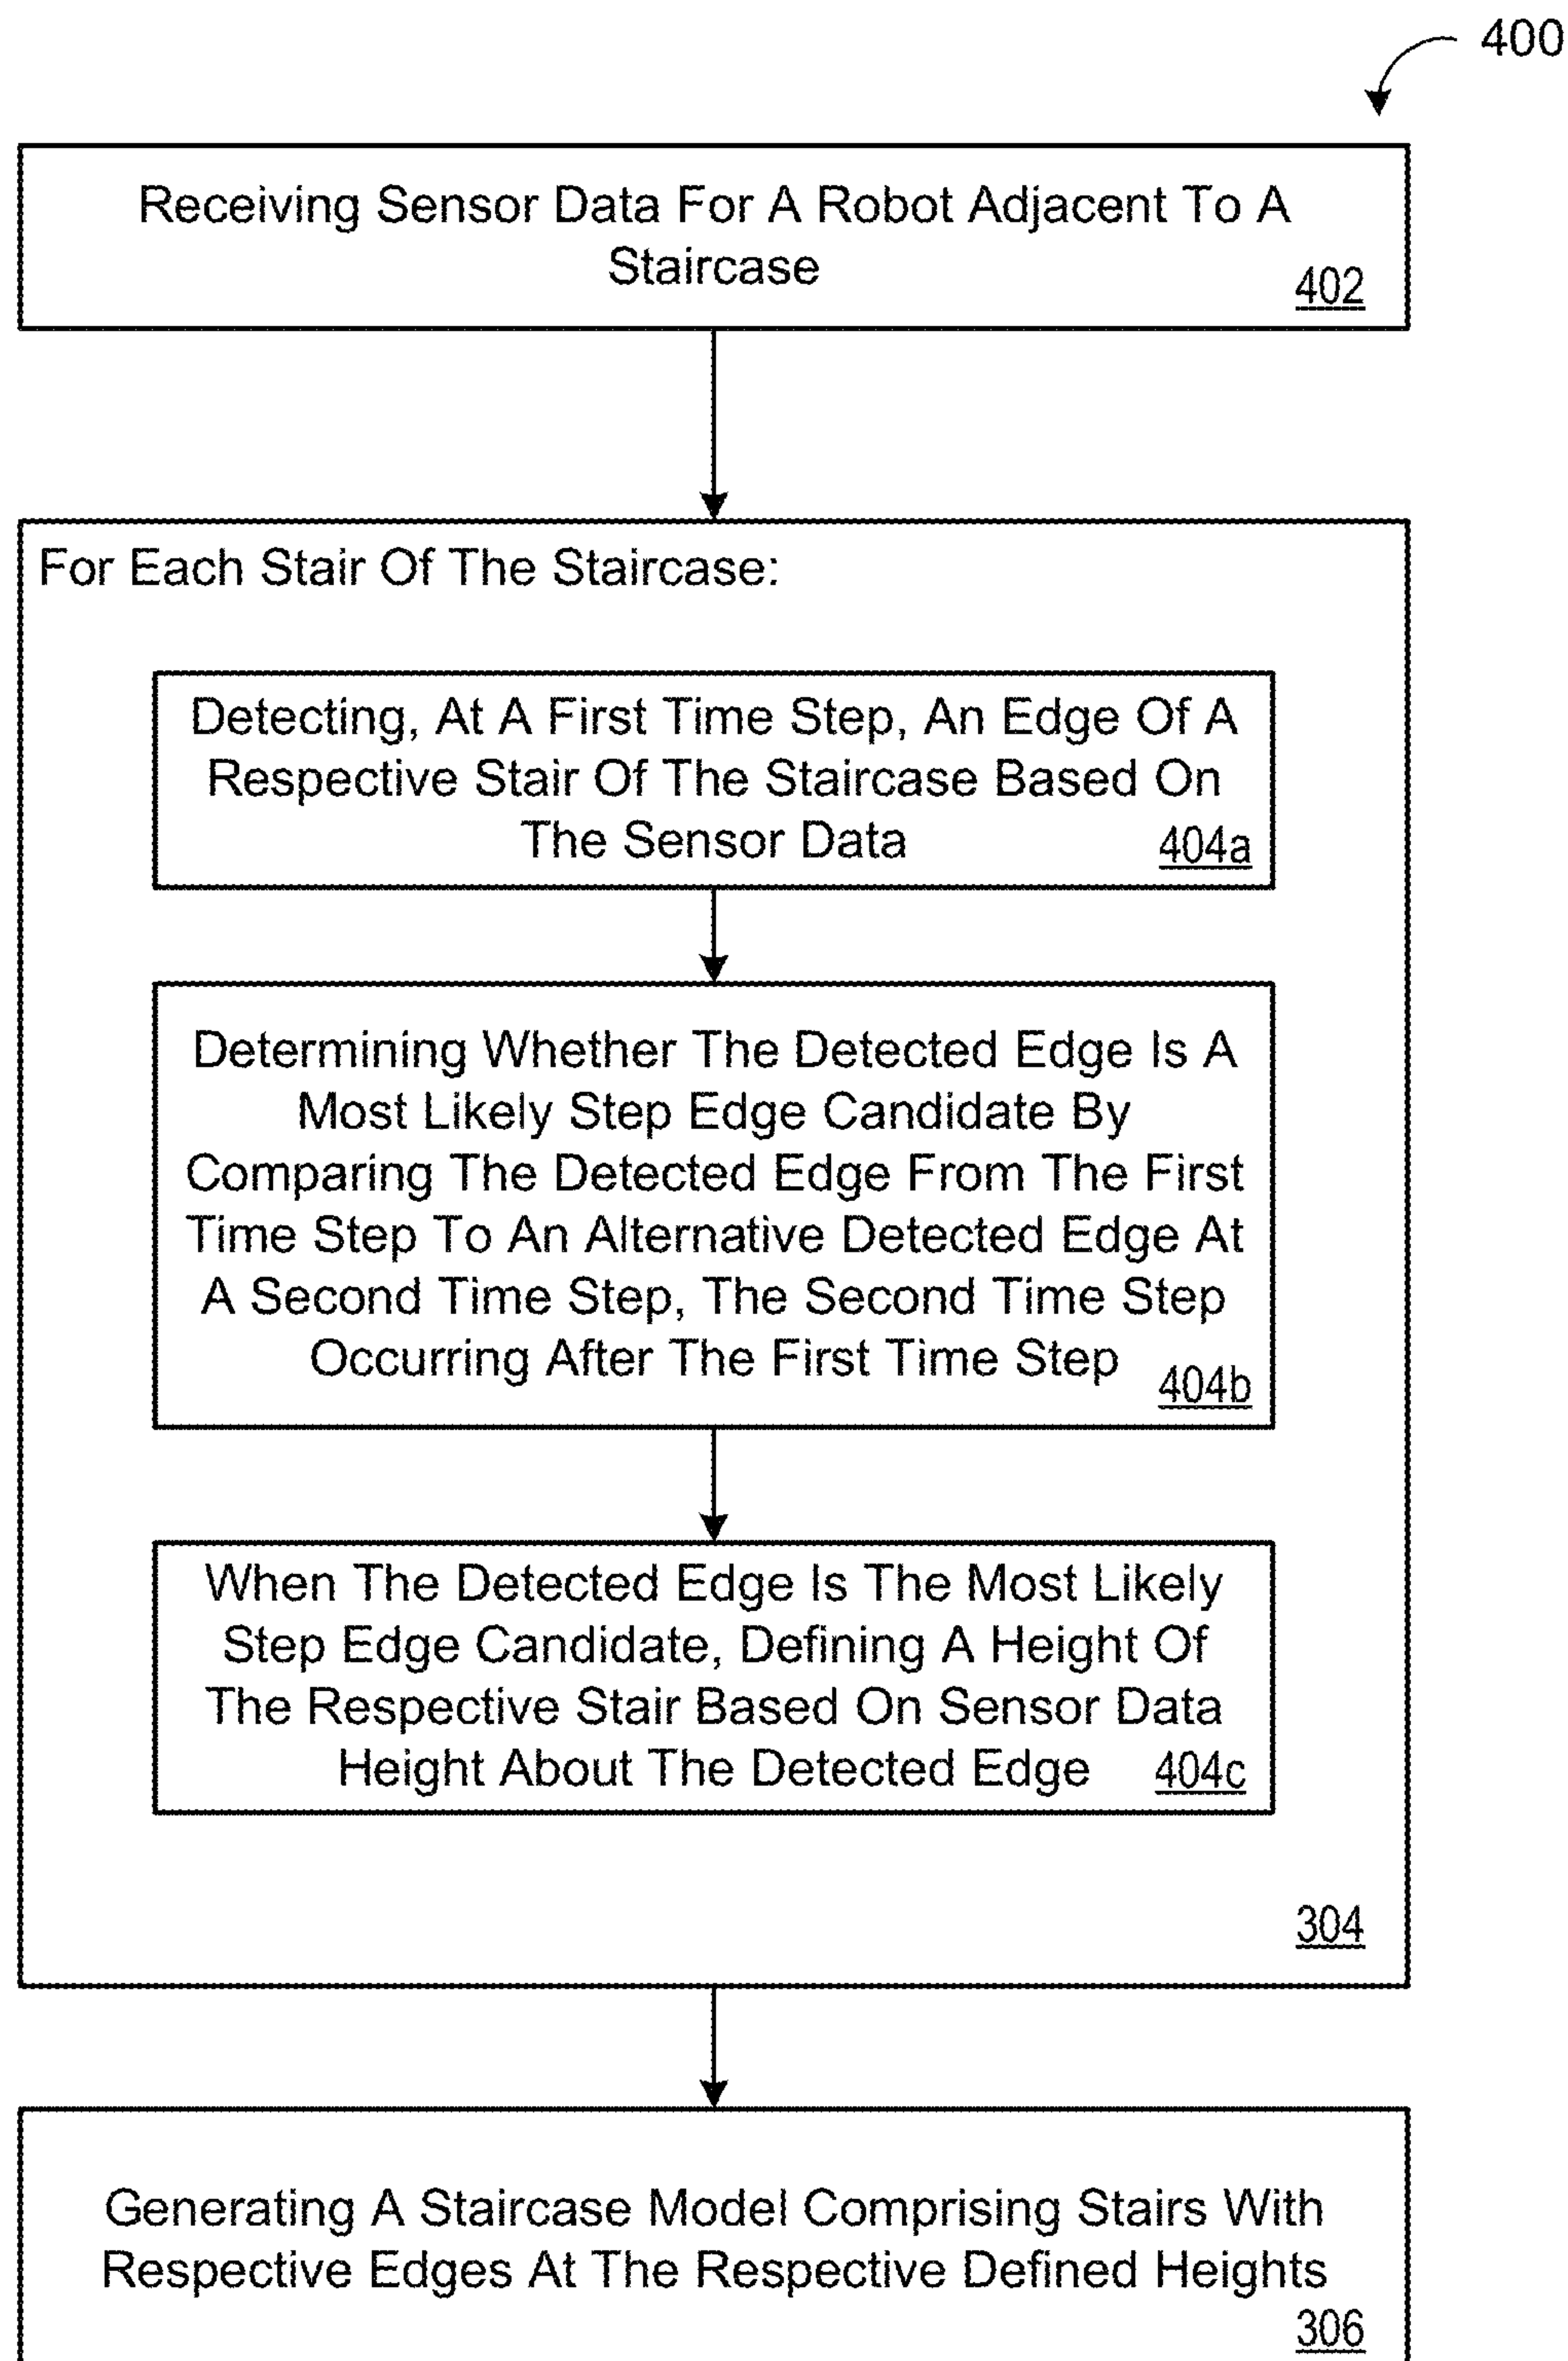 400
Receiving Sensor Data For A Robot Adjacent To A
Staircase
402
For Each Stair Of The Staircase:
Detecting, At A First Time Step, An Edge Of A
Respective Stair Of The Staircase Based On
The Sensor Data
404a
Determining Whether The Detected Edge Is A
Most Likely Step Edge Candidate By
Comparing The Detected Edge From The First
Time Step To An Alternative Detected Edge At
A Second Time Step, The Second Time Step
Occurring After The First Time Step
404b
When The Detected Edge Is The Most Likely
Step Edge Candidate, Defining A Height Of
The Respective Stair Based On Sensor Data
Height About The Detected Edge
404c
304
Generating A Staircase Model Comprising Stairs With
Respective Edges At The Respective Defined Heights
306